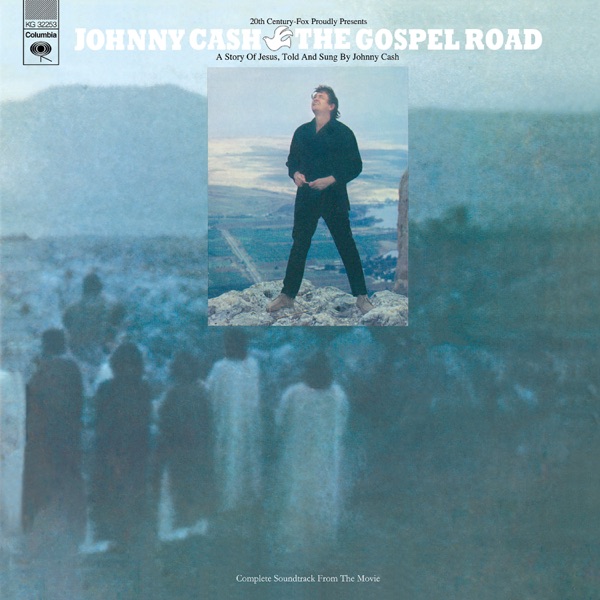 KG 32253
Columbia
20th Century-Fox Proudly Presents
JOHNNY CASH THE GOSPEL ROAD
A Story Of Jesus, Told And Sung By Johnny Cash
Complete Soundtrack From The Movie